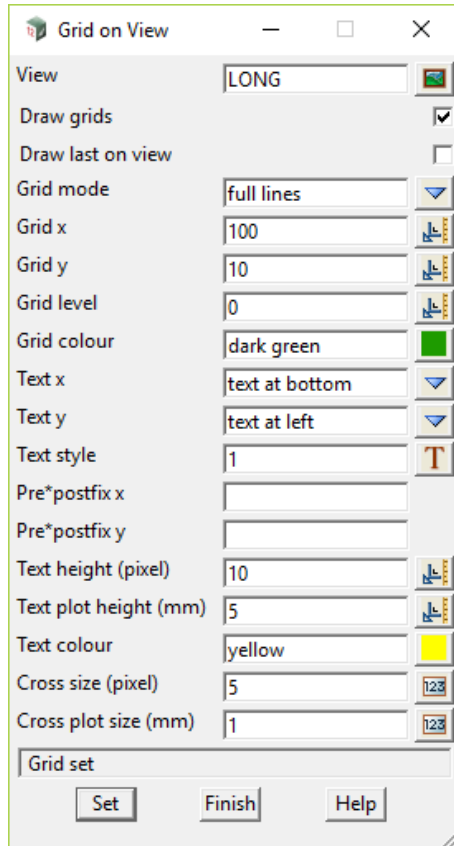 Grid on View
View LONG
Draw grids
Draw last on view
Grid mode full lines
Grid x 100
Grid y 10
Grid level 0
Grid colour dark green
Text x text at bottom
Text y text at left
Text style 1 T
Pre*postfix x
Pre*postfix y
Text height (pixel) 10
Text plot height (mm) 5
Text colour yellow
Cross size (pixel) 5 123
Cross plot size (mm) 1 123
Grid set
Set Finish Help